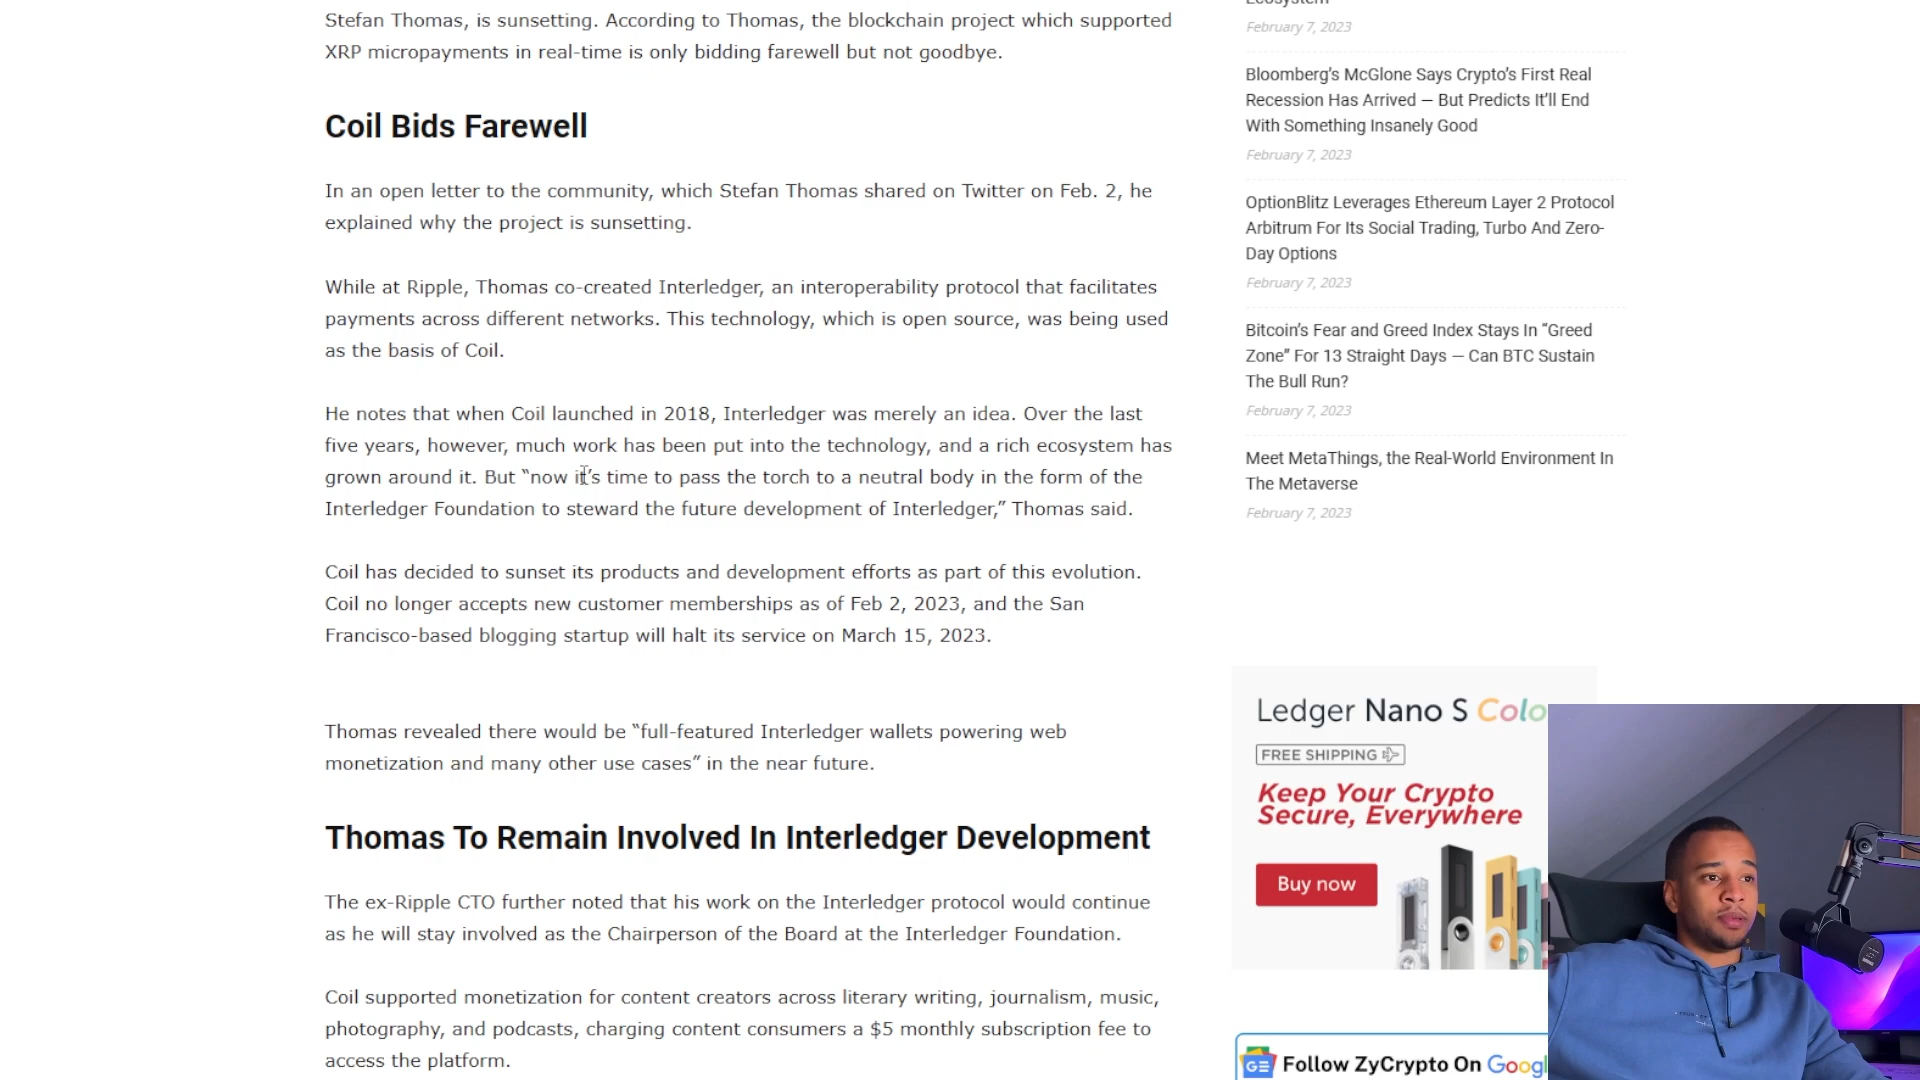 Stefan Thomas, is sunsetting. According to Thomas, the blockchain project which supported
XRP micropayments in real-time is only bidding farewell but not goodbye.
Coil Bids Farewell
In an open letter to the community, which Stefan Thomas shared on Twitter on Feb. 2, he
explained why the project is sunsetting.
While at Ripple, Thomas co-created Interledger, an interoperability protocol that facilitates
payments across different networks. This technology, which is open source, was being used
as the basis of Coil.
He notes that when Coil launched in 2018, Interledger was merely an idea. Over the last
five years, however, much work has been put into the technology, and a rich ecosystem has
grown around it. But “now it’s time to pass the torch to a neutral body in the form of the
Interledger Foundation to steward the future development of Interledger,” Thomas said.
Coil has decided to sunset its products and development efforts as part of this evolution.
Coil no longer accepts new customer memberships as of Feb 2, 2023, and the San
Francisco-based blogging startup will halt its service on March 15, 2023.
Thomas revealed there would be “full-featured Interledger wallets powering web
monetization and many other use cases” in the near future.
Thomas To Remain Involved In Interledger Development
The ex-Ripple CTO further noted that his work on the Interledger protocol would continue
as he will stay involved as the Chairperson of the Board at the Interledger Foundation.
Coil supported monetization for content creators across literary writing, journalism, music,
photography, and podcasts, charging content consumers a $5 monthly subscription fee to
access the platform.
Ecosystem
February 7, 2023
Bloomberg’s McGlone Says Crypto’s First Real
Recession Has Arrived — But Predicts It’ll End
With Something Insanely Good
February 7, 2023
OptionBlitz Leverages Ethereum Layer 2 Protocol
Arbitrum For Its Social Trading, Turbo And Zero-
Day Options
February 7, 2023
Bitcoin’s Fear and Greed Index Stays In “Greed
Zone” For 13 Straight Days — Can BTC Sustain
The Bull Run?
February 7, 2023
Meet MetaThings, the Real-World Environment In
The Metaverse
February 7, 2023
Ledger Nano S Colo
FREE SHIPPING
Keep Your Crypto
Secure, Everywhere
Buy now
GE Follow ZyCrypto On Googl